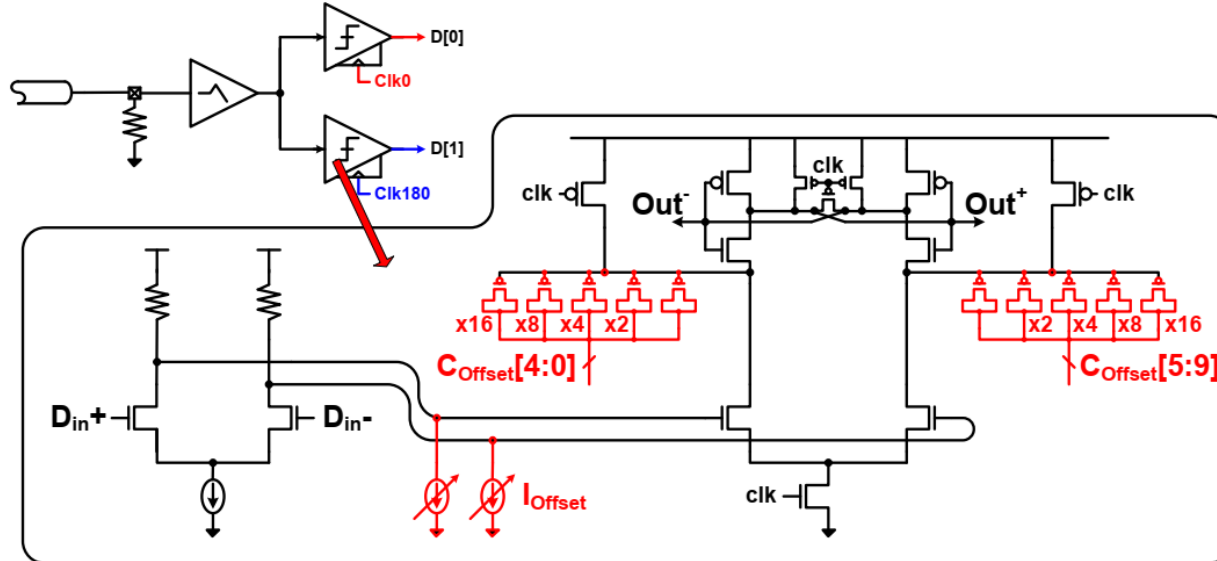 D[0]
Clk0
D[1]
Clk180
clk
clk
clk
Out-
Out+
x16 x8 x4 x2
x2 x4 x8 x16
COffset[4:0]
COffset[5:9]
Din+
Din-
IOffset
clk